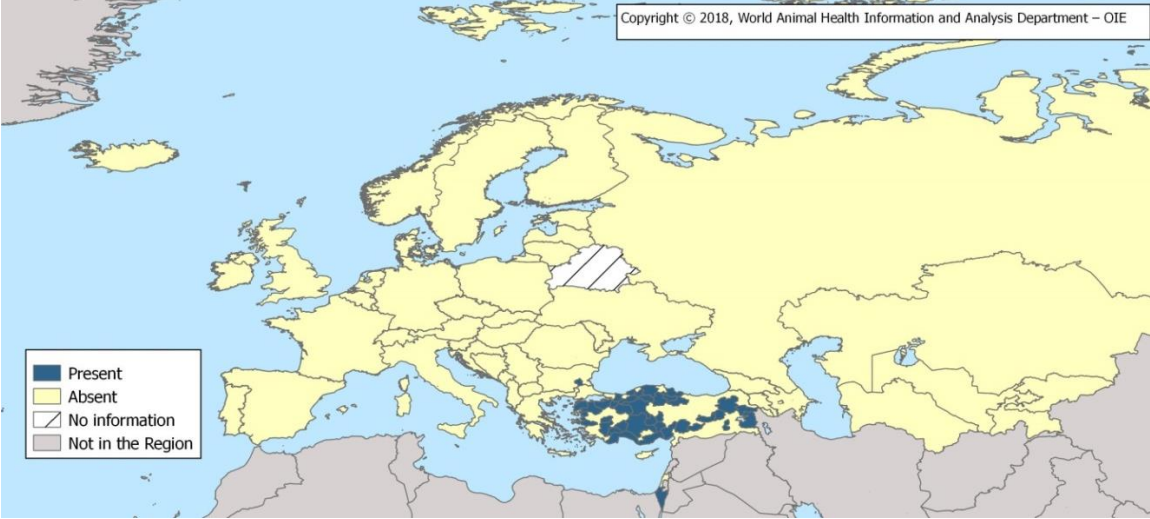 Copyright © 2018, World Animal Health Information and Analysis Department – OIE
Present
Absent
No information
Not in the Region